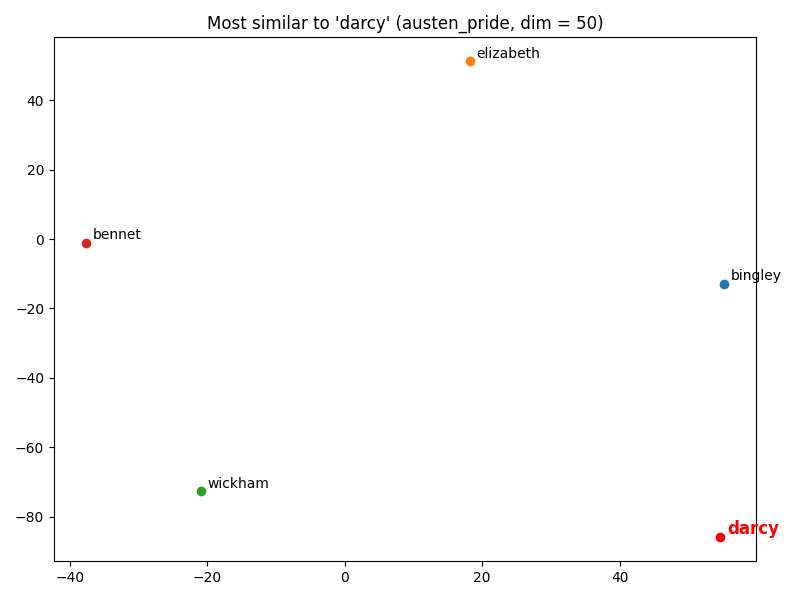 Most similar to 'darcy' (austen_pride, dim = 50)
elizabeth
40
20
bennet
0
bingley
−20
−40
−60
wickham
−80
darcy
−40
−20
0
20
40